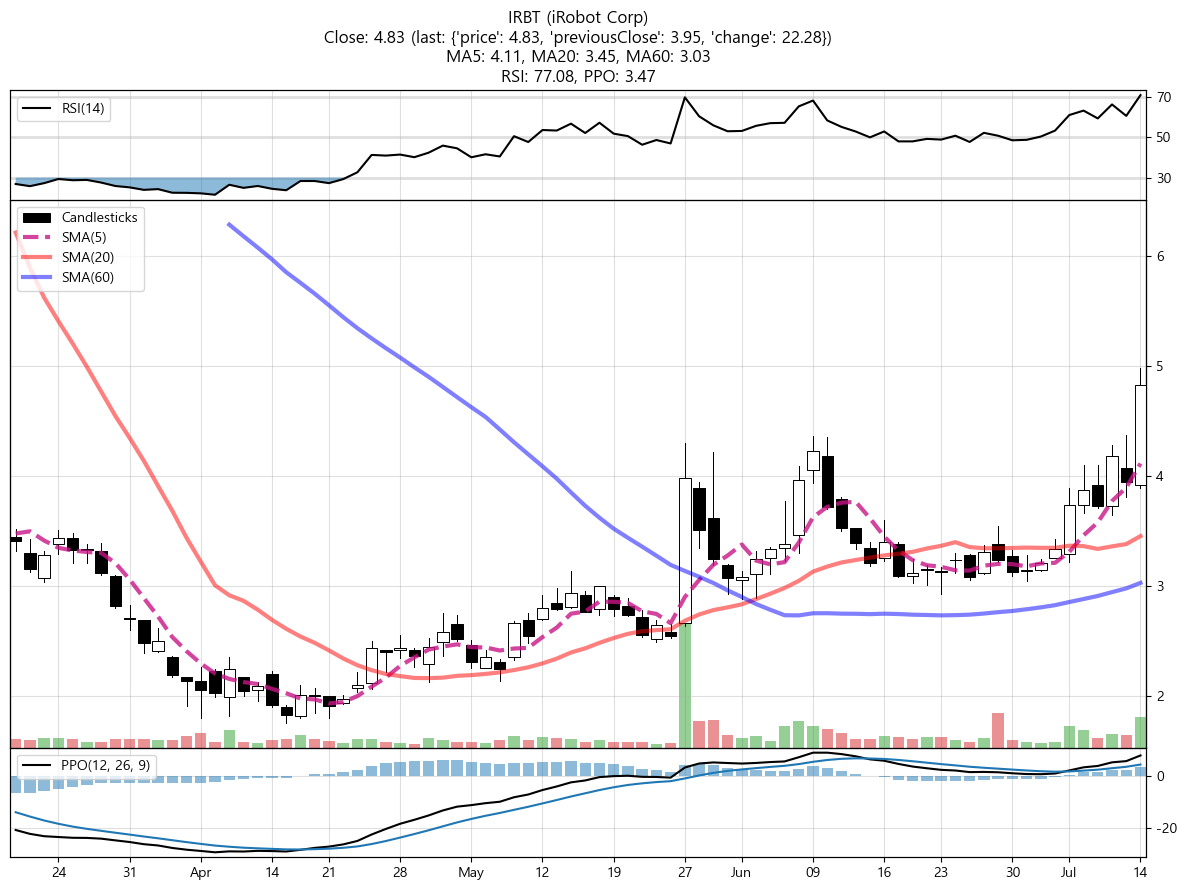 IRBT (iRobot Corp)
Close: 4.83 (last: {'price': 4.83, 'previousClose': 3.95, 'change': 22.28})
MA5: 4.11, MA20: 3.45, MA60: 3.03
RSI: 77.08, PPO: 3.47
RSI(14)
70
50
30
Candlesticks
SMA(5)
SMA(20)
SMA(60)
6
5
4
3
2
PPO(12, 26, 9)
0
-20
24 31 Apr 14 21 28 May 12 19 27 Jun 09 16 23 30 Jul 14